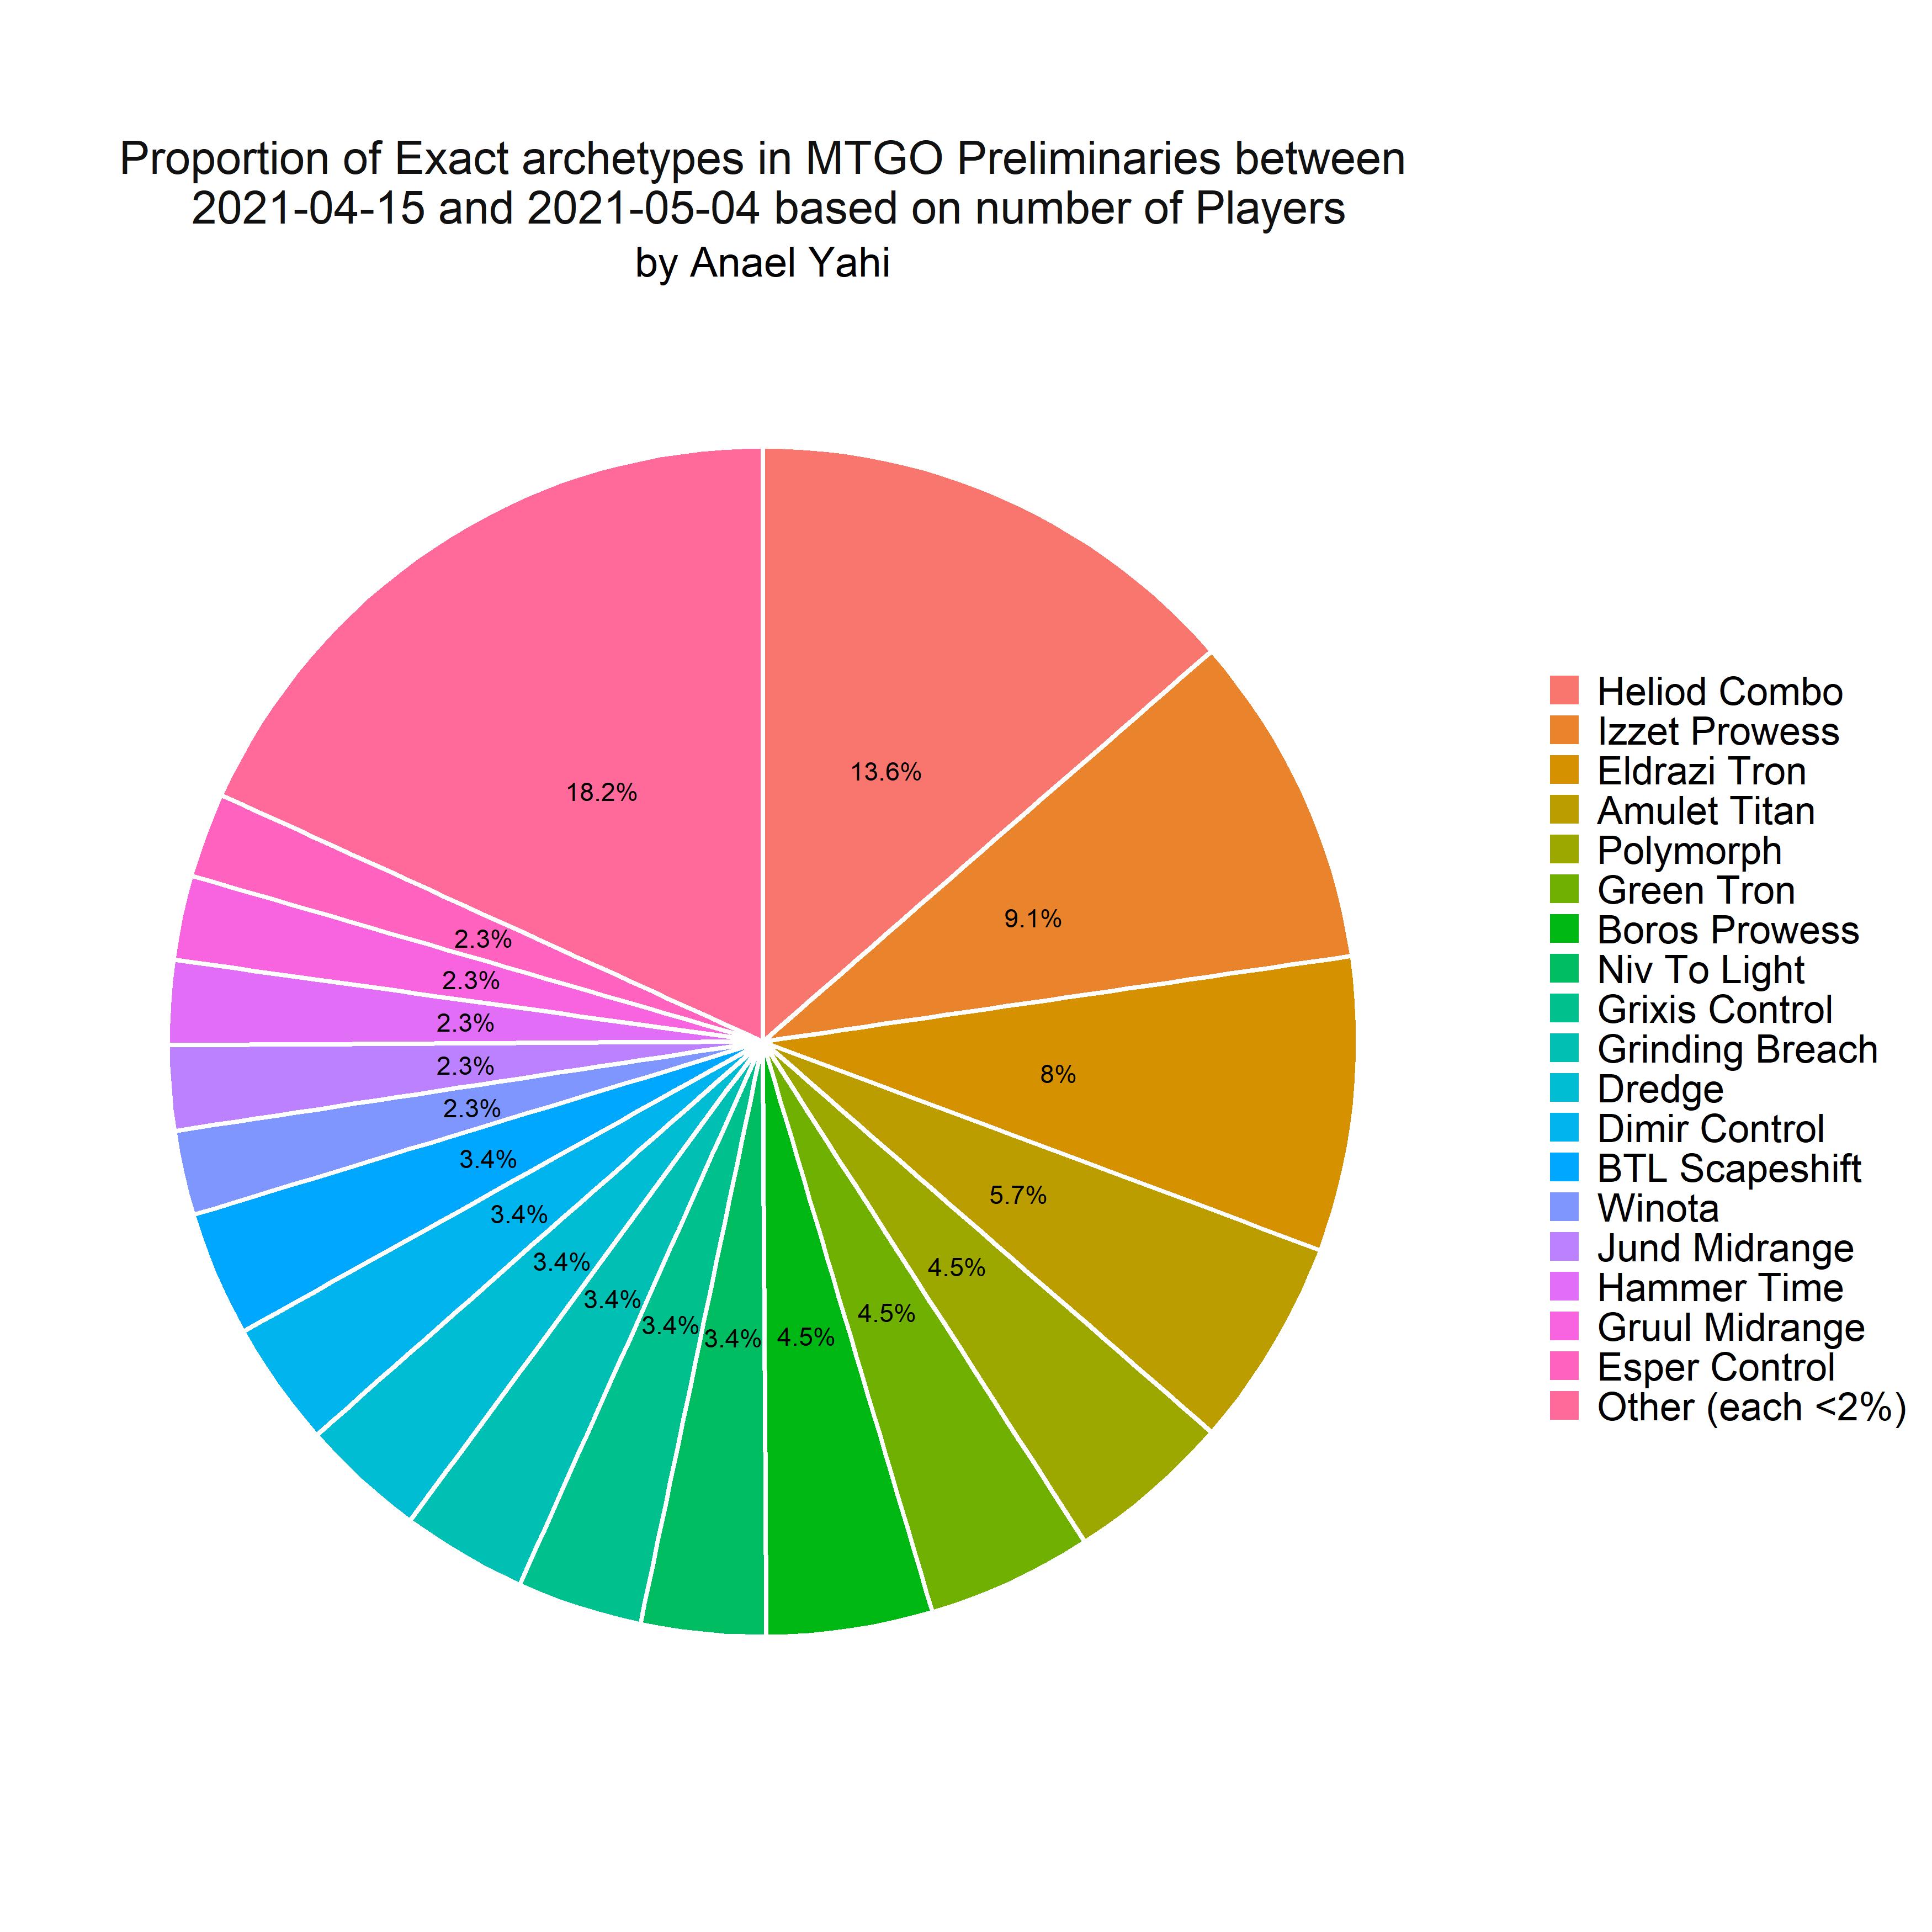 Proportion of Exact archetypes in MTGO Preliminaries between
2021-04-15 and 2021-05-04 based on number of Players
by Anael Yahi
18.2%
13.6%
9.1%
8%
5.7%
4.5%
4.5%
4.5%
3.4%
3.4%
3.4%
3.4%
3.4%
3.4%
2.3%
2.3%
2.3%
2.3%
2.3%
Heliod Combo
Izzet Prowess
Eldrazi Tron
Amulet Titan
Polymorph
Green Tron
Boros Prowess
Niv To Light
Grixis Control
Grinding Breach
Dredge
Dimir Control
BTL Scapeshift
Winota
Jund Midrange
Hammer Time
Gruul Midrange
Esper Control
Other (each <2%)